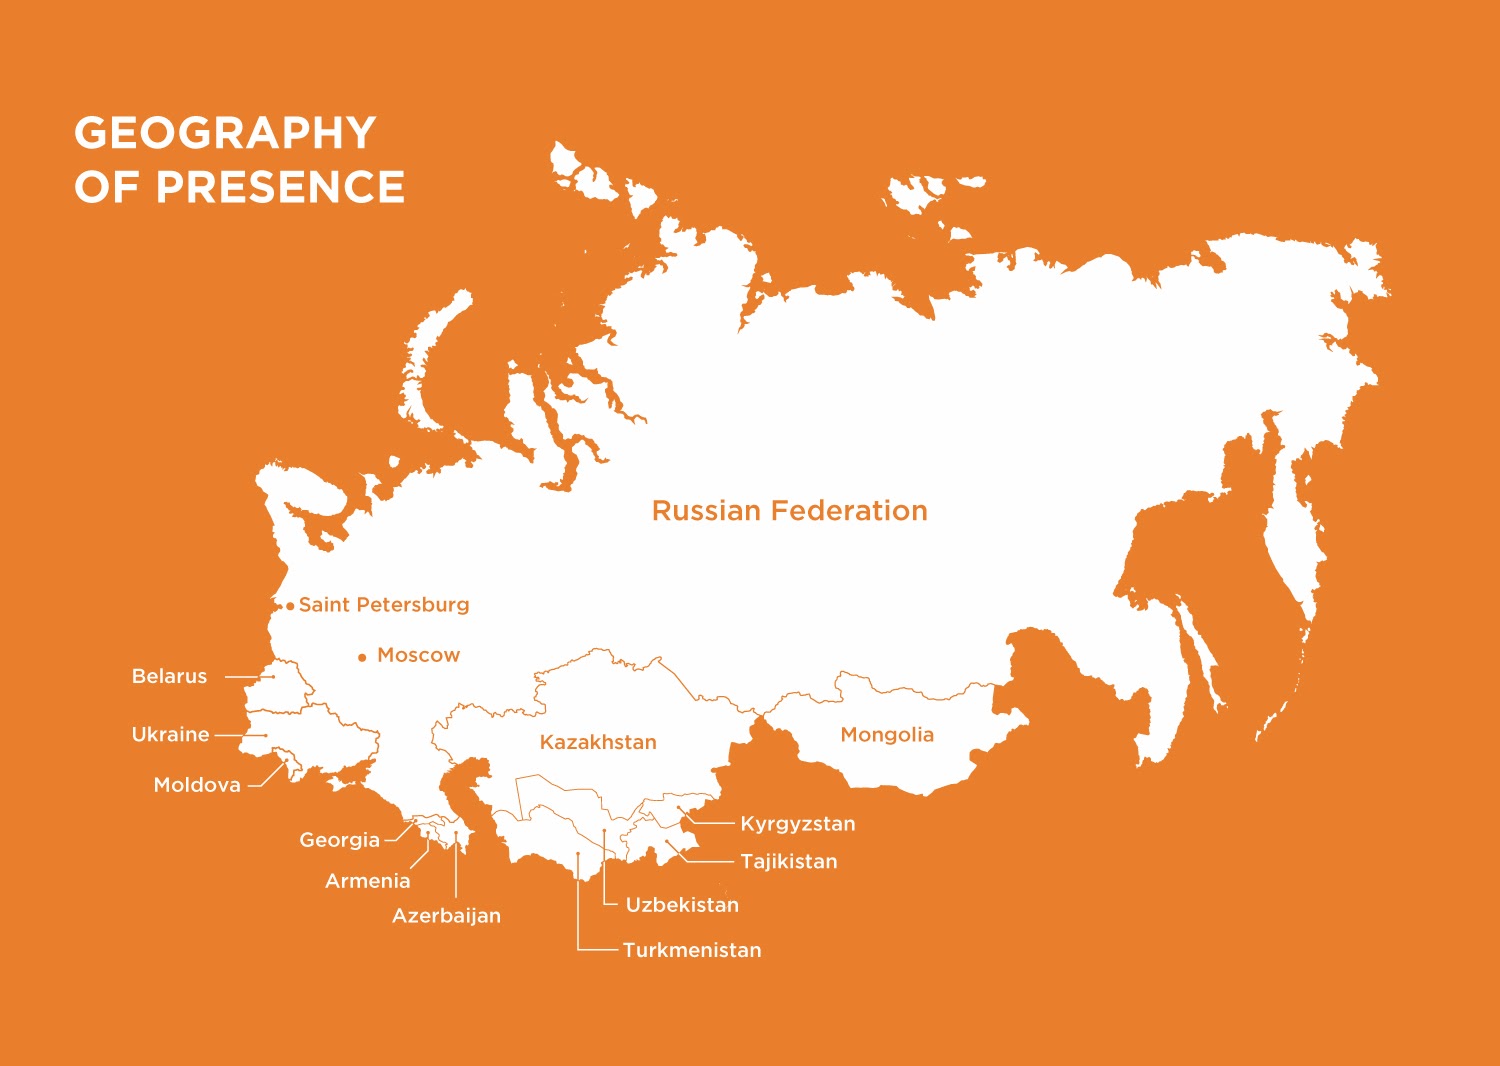 GEOGRAPHY
OF PRESENCE
Russian Federation
Saint Petersburg
Moscow
Belarus
Ukraine
Moldova
Kazakhstan
Mongolia
Georgia
Armenia
Azerbaijan
Kyrgyzstan
Tajikistan
Uzbekistan
Turkmenistan